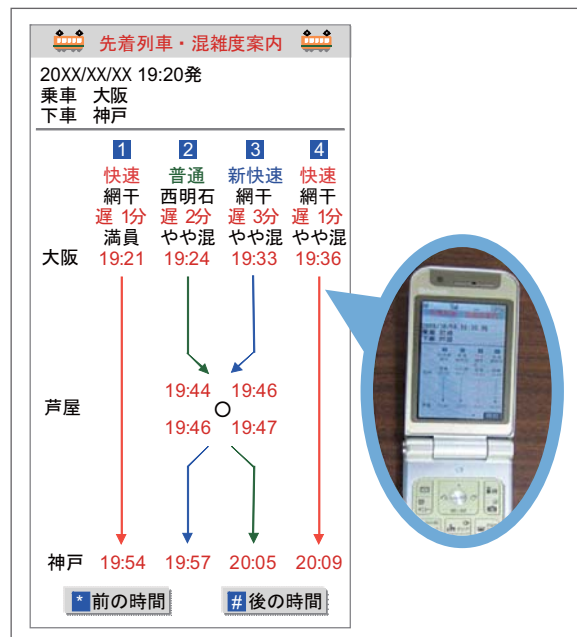 先着列車・混雑度案内
20XX/XX/XX 19:20発
乗車 大阪
下車 神戸
1 2 3 4
快速 普通 新快速 快速
網干 西明石 網干 網干
遅 1分 遅 2分 遅 3分 遅 1分
満員 やや混 やや混 やや混
大阪 19:21 19:24 19:33 19:36
19:44 19:46
芦屋
19:46 19:47
神戸 19:54 19:57 20:05 20:09
*前の時間 #後の時間